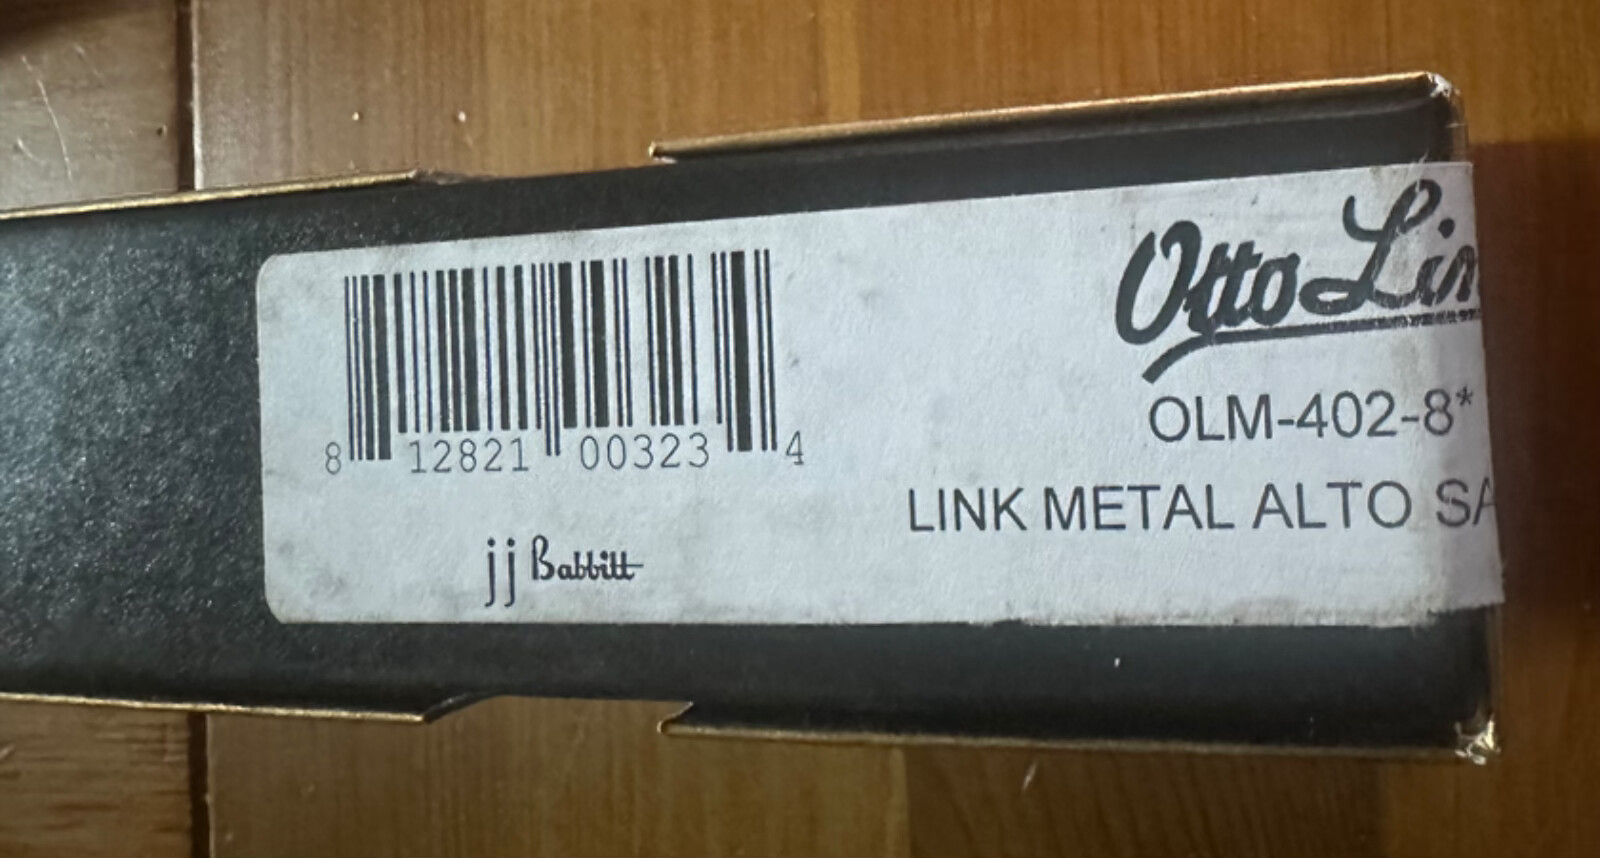 Otto Lin
OLM-402-8*
LINK METAL ALTO SA
8 12821 00323 4
jj Babbitt